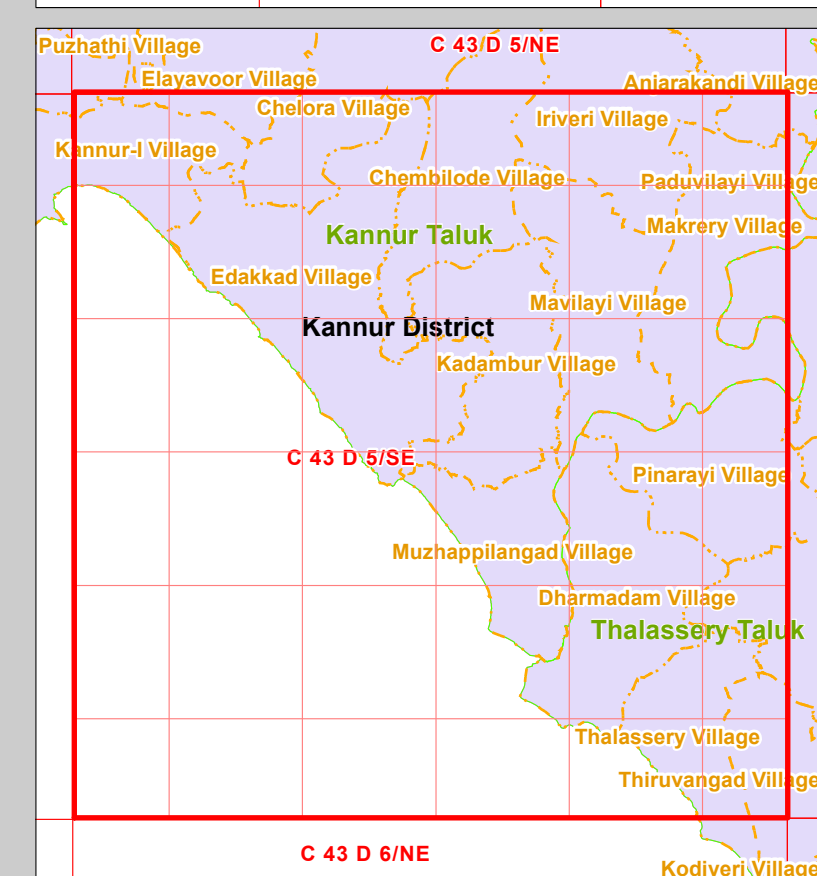 Puzhathi Village
C 43 D 5/NE
Elayavoor Village
Anjarakandi Village
Chelora Village
Iriveri Village
Kannur-I Village
Chembilode Village
Paduvilayi Village
Makrery Village
Kannur Taluk
Edakkad Village
Mavilayi Village
Kannur District
Kadambur Village
C 43 D 5/SE
Pinarayi Village
Muzhappilangad Village
Dharmadam Village
Thalassery Taluk
Thalassery Village
Thiruvangad Village
C 43 D 6/NE
Kodiyeri Village